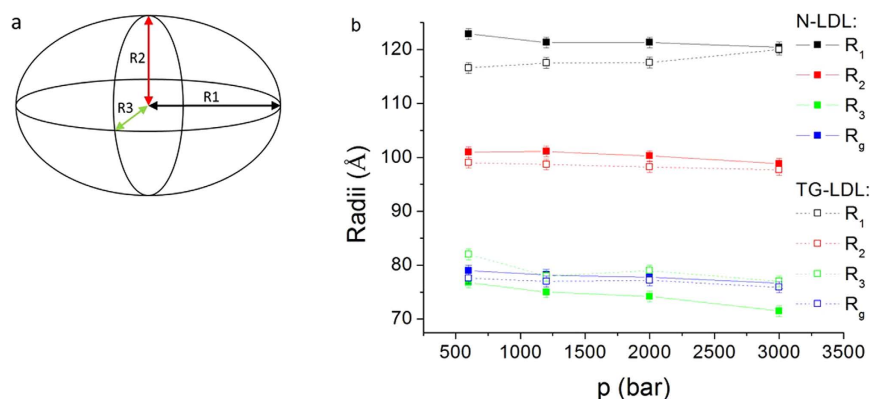 a
R2
R3
R1
b
Radii (Å)
120
110
100
90
80
70
500
1000
1500
2000
2500
3000
3500
p (bar)
N-LDL:
R1
R2
R3
Rg
TG-LDL:
R1
R2
R3
Rg